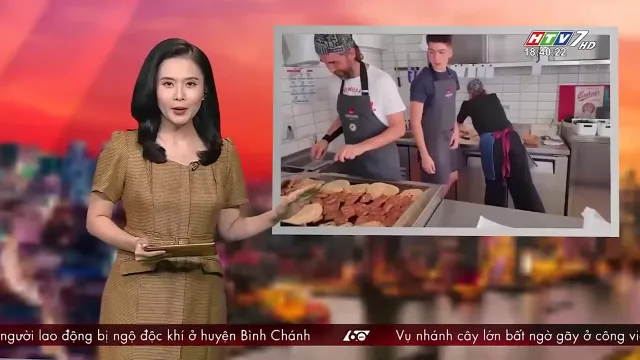 HTV7 HD
18:40:22
người lao động bị ngộ độc khí ở huyện Bình Chánh 60 Vụ nhánh cây lớn bất ngờ gãy ở công vi